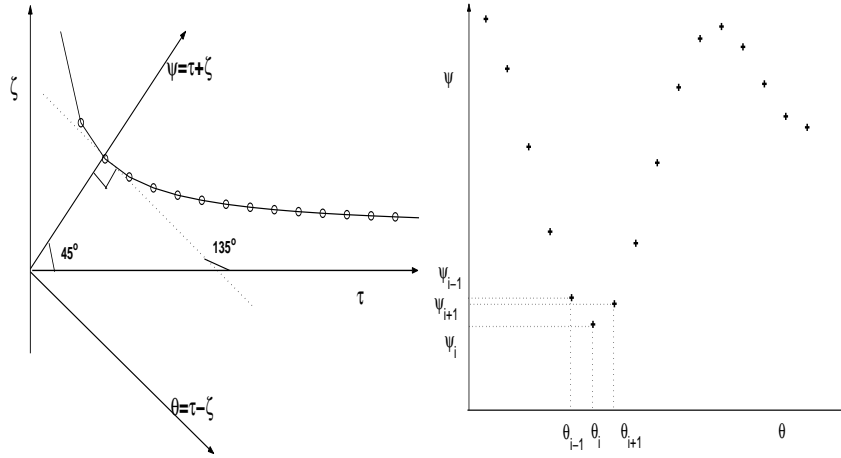 ζ
ψ=τ+ζ
45°
135°
τ
θ=τ−ζ
ψ
ψi−1
ψi+1
ψi
θi−1
θi
θi+1
θ